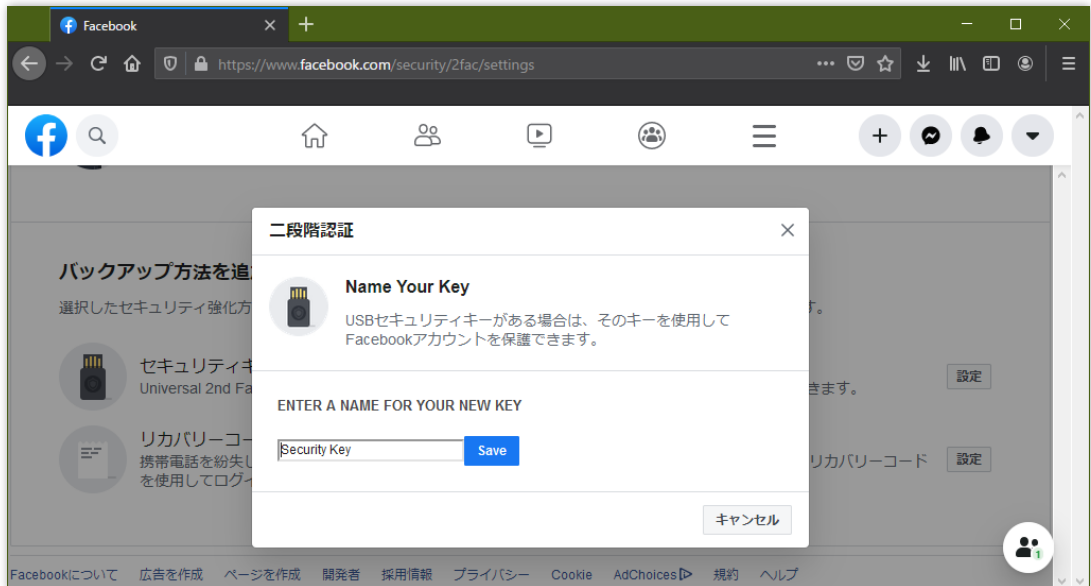 Facebook
https://www.facebook.com/security/2fac/settings
二段階認証
バックアップ方法を追
Name Your Key
選択したセキュリティ強化方
USBセキュリティキーがある場合は、そのキーを使用して
す。
Facebookアカウントを保護できます。
セキュリティキ
設定
Universal 2nd Fa
きます。
ENTER A NAME FOR YOUR NEW KEY
リカバリーコー
Security Key
Save
携帯電話を紛失し
リカバリーコード
設定
を使用してログイ
キャンセル
1
Facebookについて 広告を作成 ページを作成 開発者 採用情報 プライバシー Cookie AdChoices 規約 ヘルプ